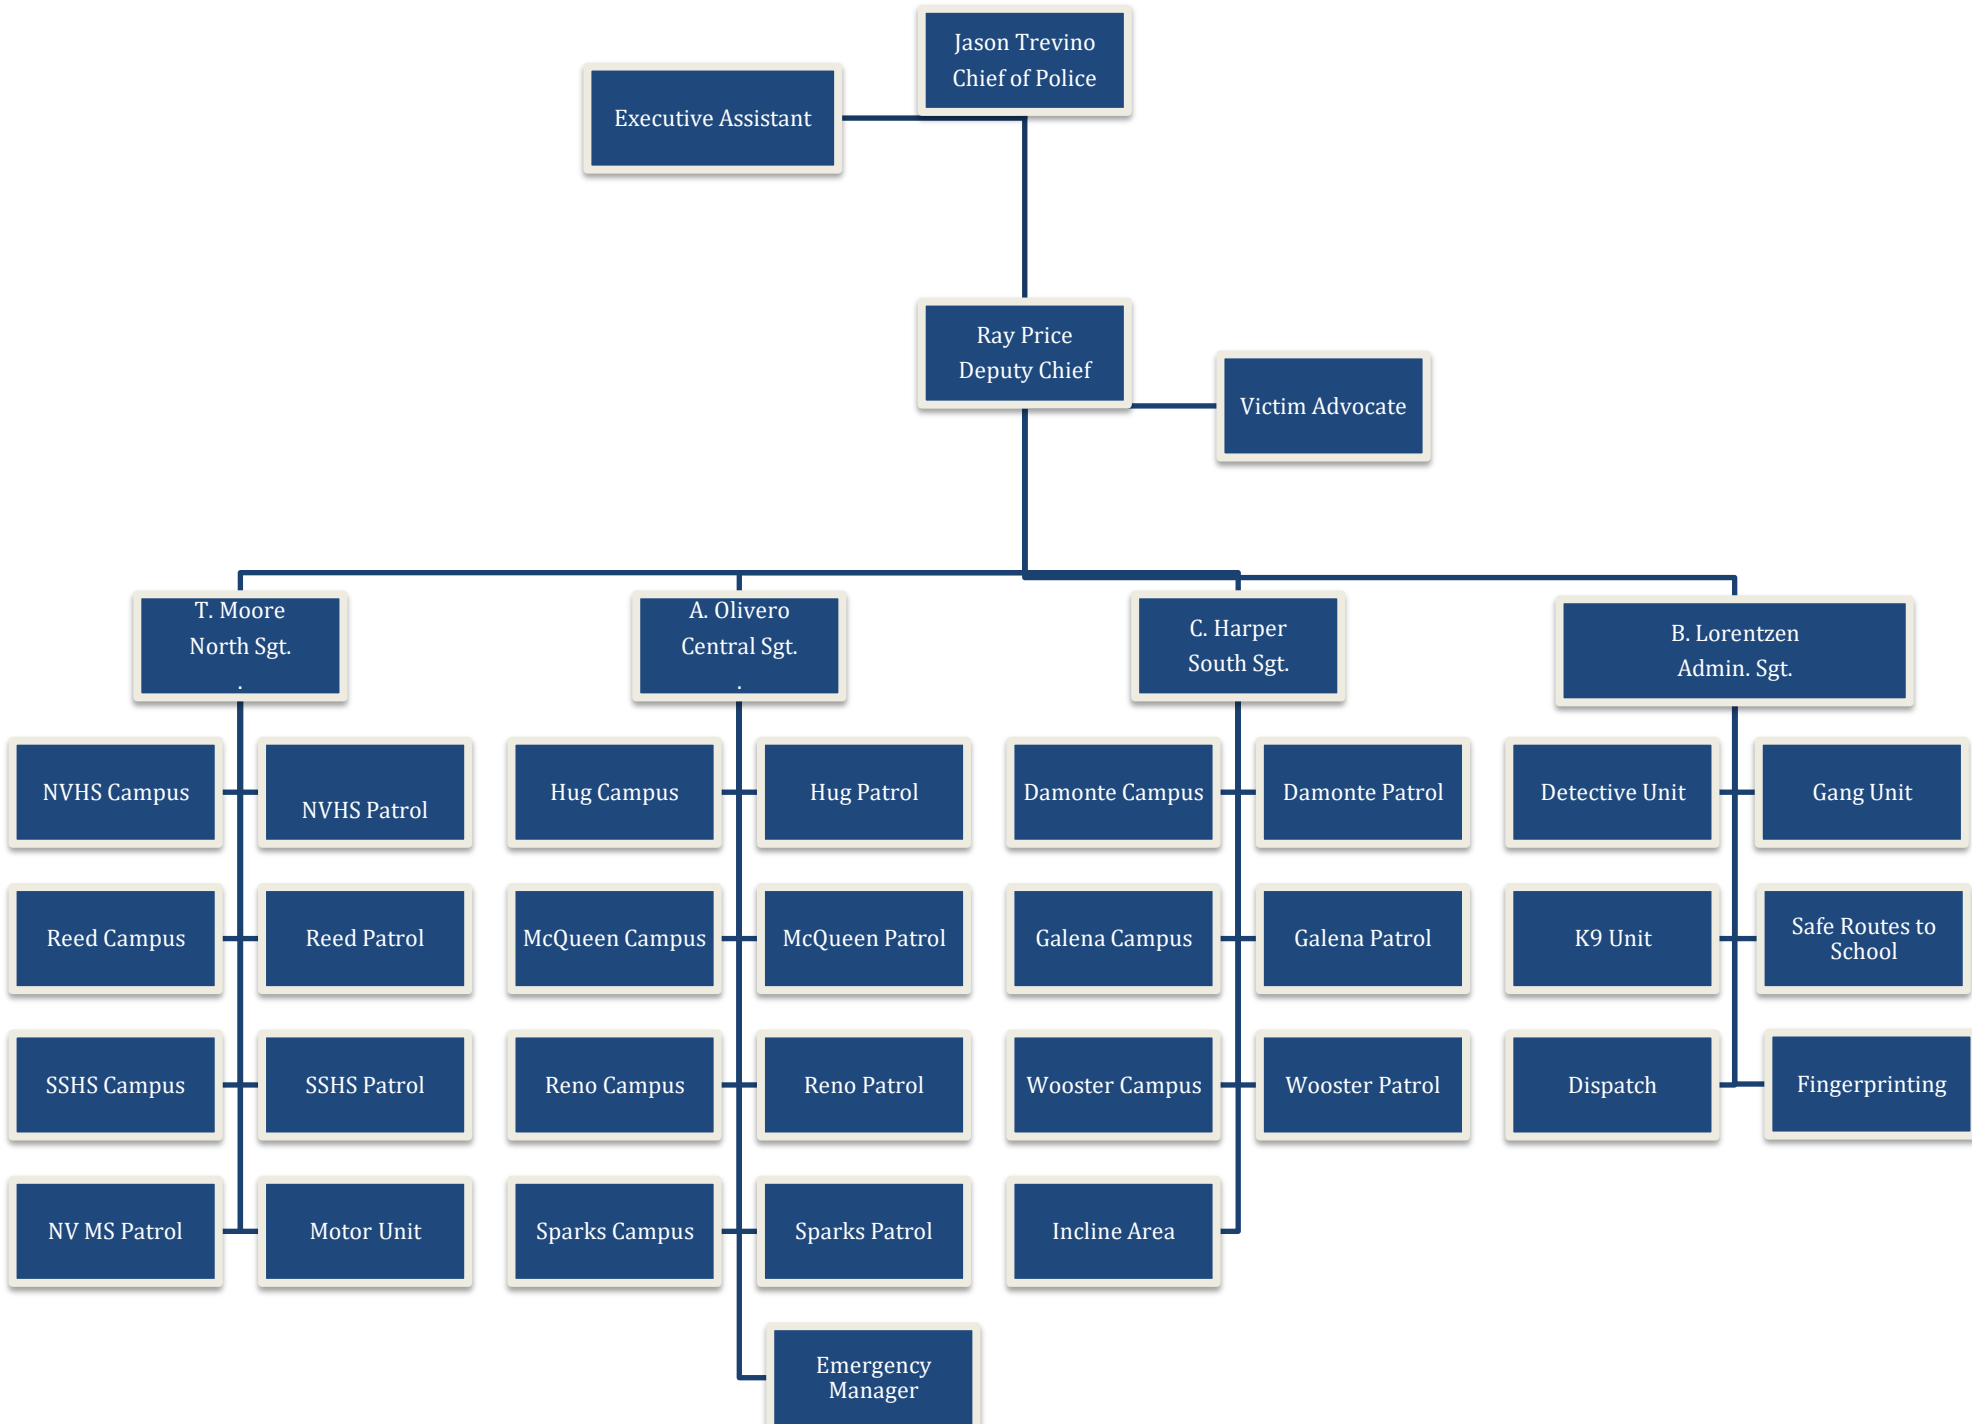 Jason Trevino
Chief of Police
Executive Assistant
Ray Price
Deputy Chief
Victim Advocate
T. Moore
North Sgt.
.
A. Olivero
Central Sgt.
.
C. Harper
South Sgt.
B. Lorentzen
Admin. Sgt.
NVHS Campus
NVHS Patrol
Hug Campus
Hug Patrol
Damonte Campus
Damonte Patrol
Detective Unit
Gang Unit
Reed Campus
Reed Patrol
McQueen Campus
McQueen Patrol
Galena Campus
Galena Patrol
K9 Unit
Safe Routes to
School
SSHS Campus
SSHS Patrol
Reno Campus
Reno Patrol
Wooster Campus
Wooster Patrol
Dispatch
Fingerprinting
NV MS Patrol
Motor Unit
Sparks Campus
Sparks Patrol
Incline Area
Emergency
Manager